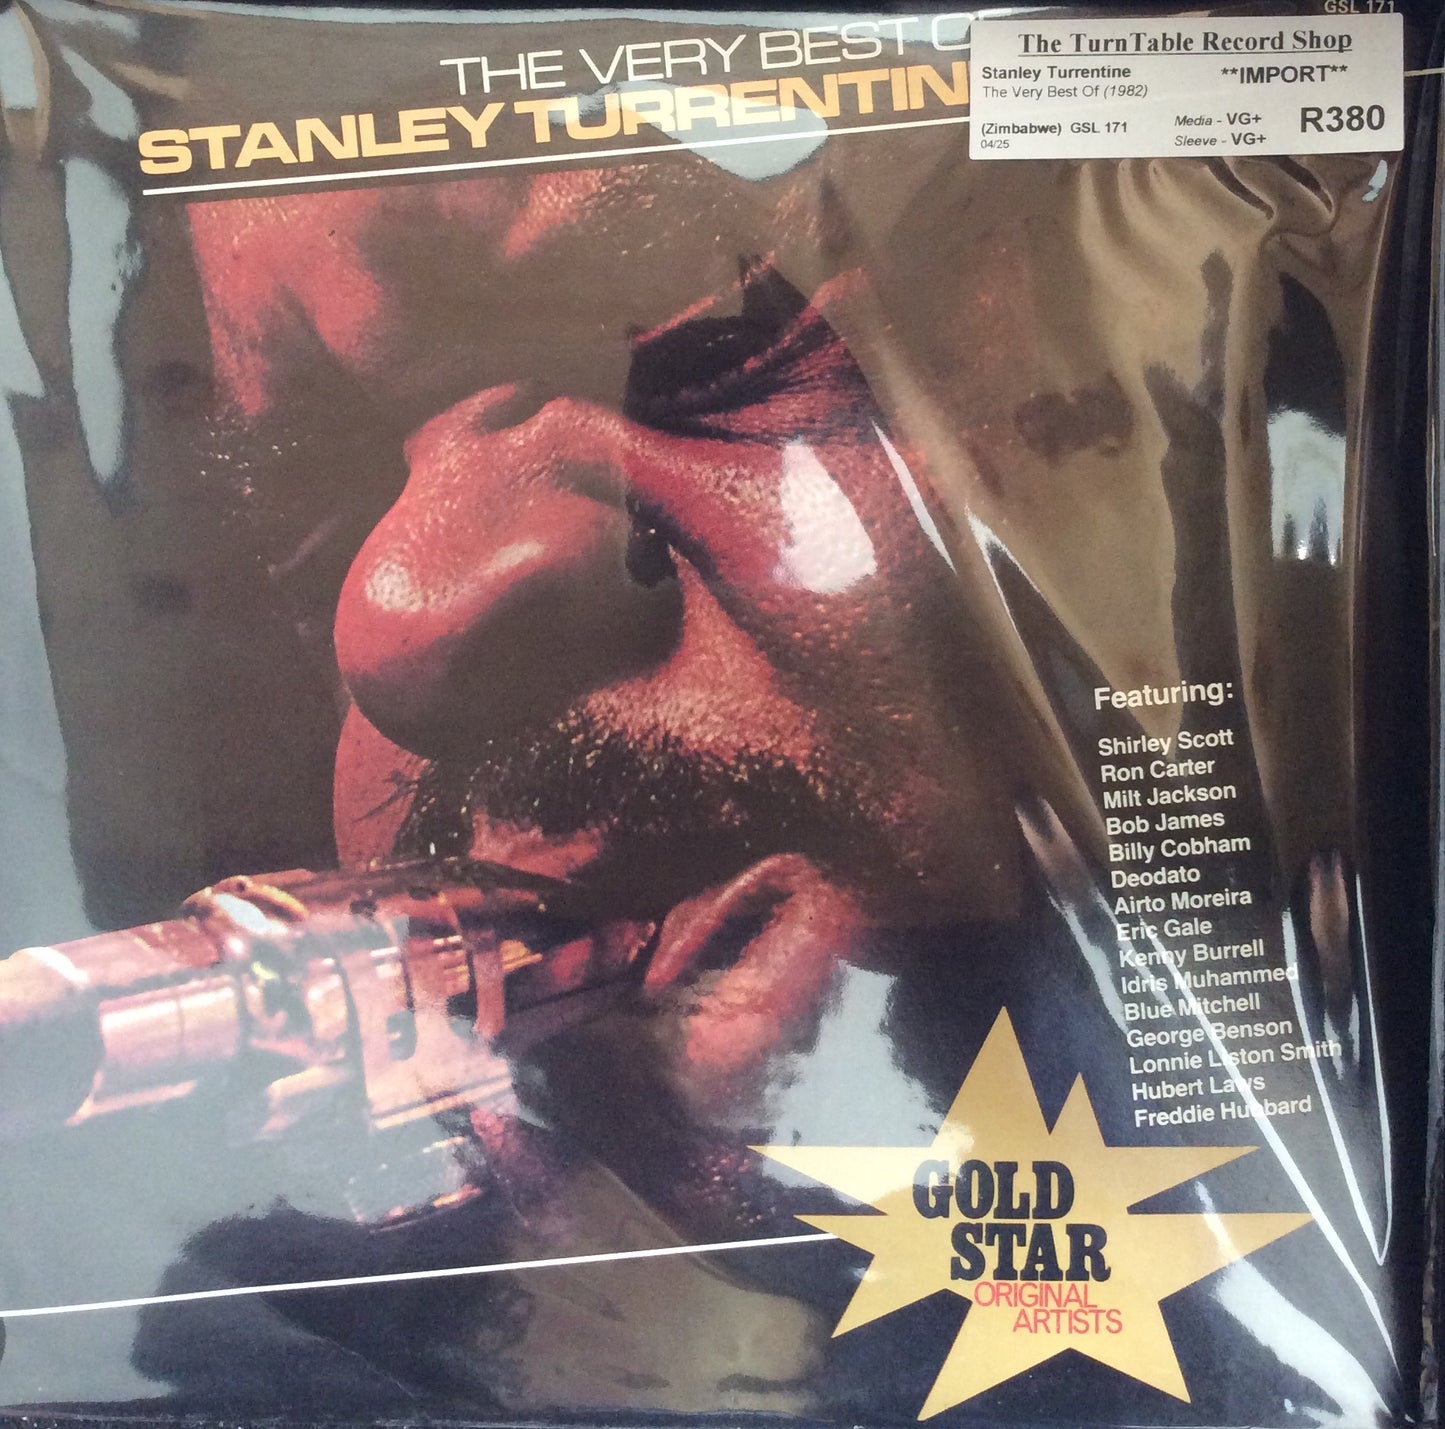 GSL 171
THE VERY BEST O
STANLEY TURRENTIN
The TurnTable Record Shop
Stanley Turrentine **IMPORT**
The Very Best Of (1982)
(Zimbabwe) GSL 171 Media - VG+ R380
04/25 Sleeve - VG+
Featuring:
Shirley Scott
Ron Carter
Milt Jackson
Bob James
Billy Cobham
Deodato
Airto Moreira
Eric Gale
Kenny Burrell
Idris Muhammed
Blue Mitchell
George Benson
Lonnie Liston Smith
Hubert Laws
Freddie Hubbard
GOLD
STAR
ORIGINAL
ARTISTS